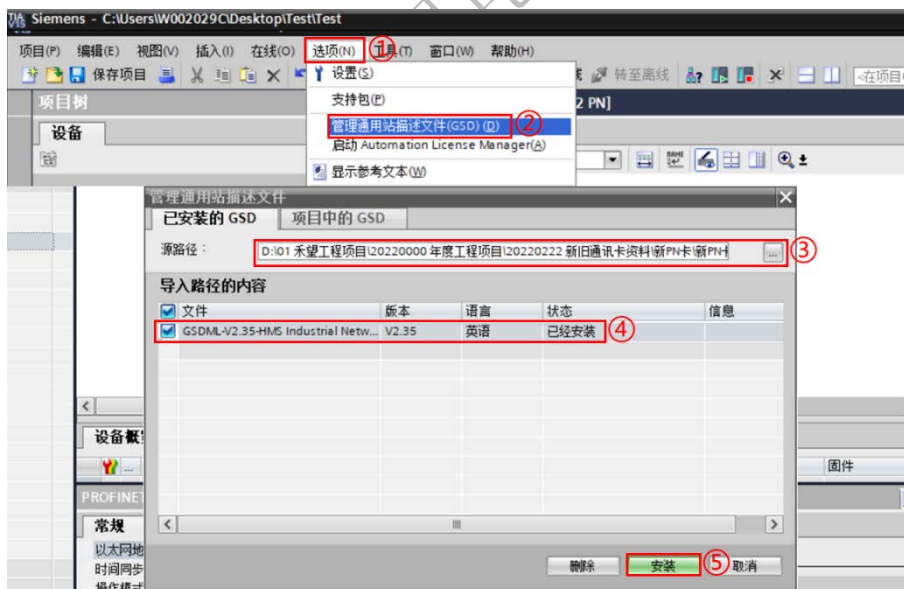 Siemens - C:\Users\W002029C\Desktop\Test\Test
项目(P) 编辑(E) 视图(V) 插入(I) 在线(O) 选项(N) ① 工具(T) 窗口(W) 帮助(H)
保存项目 设置(S) 转至离线
支持包(P)
项目树 2 PN]
管理通用站描述文件(GSD) (D) ②
设备
启动 Automation License Manager(A)
显示参考文本(W)
管理通用站描述文件
已安装的 GSD 项目中的 GSD
源路径: D:\01 禾望工程项目\20220000 年度工程项目\20220222 新旧通讯卡资料\新PN卡\新PN ... ③
导入路径的内容
文件 版本 语言 状态 信息
GSDML-V2.35-HMS Industrial Netw... V2.35 英语 已经安装 ④
设备概
... 固件
PROFINET
常规
以太网地
时间同步
操作模式
删除 安装 ⑤ 取消